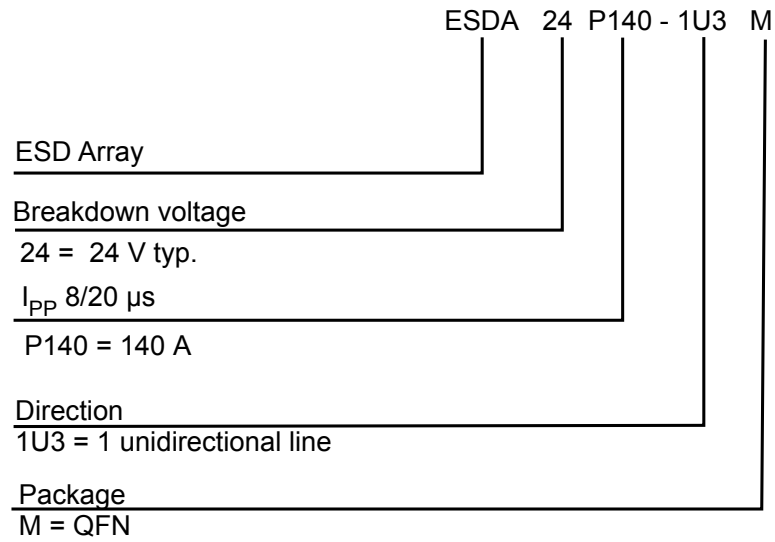 ESDA 24 P140 - 1U3 M
ESD Array
Breakdown voltage
24 = 24 V typ.
IPP 8/20 µs
P140 = 140 A
Direction
1U3 = 1 unidirectional line
Package
M = QFN